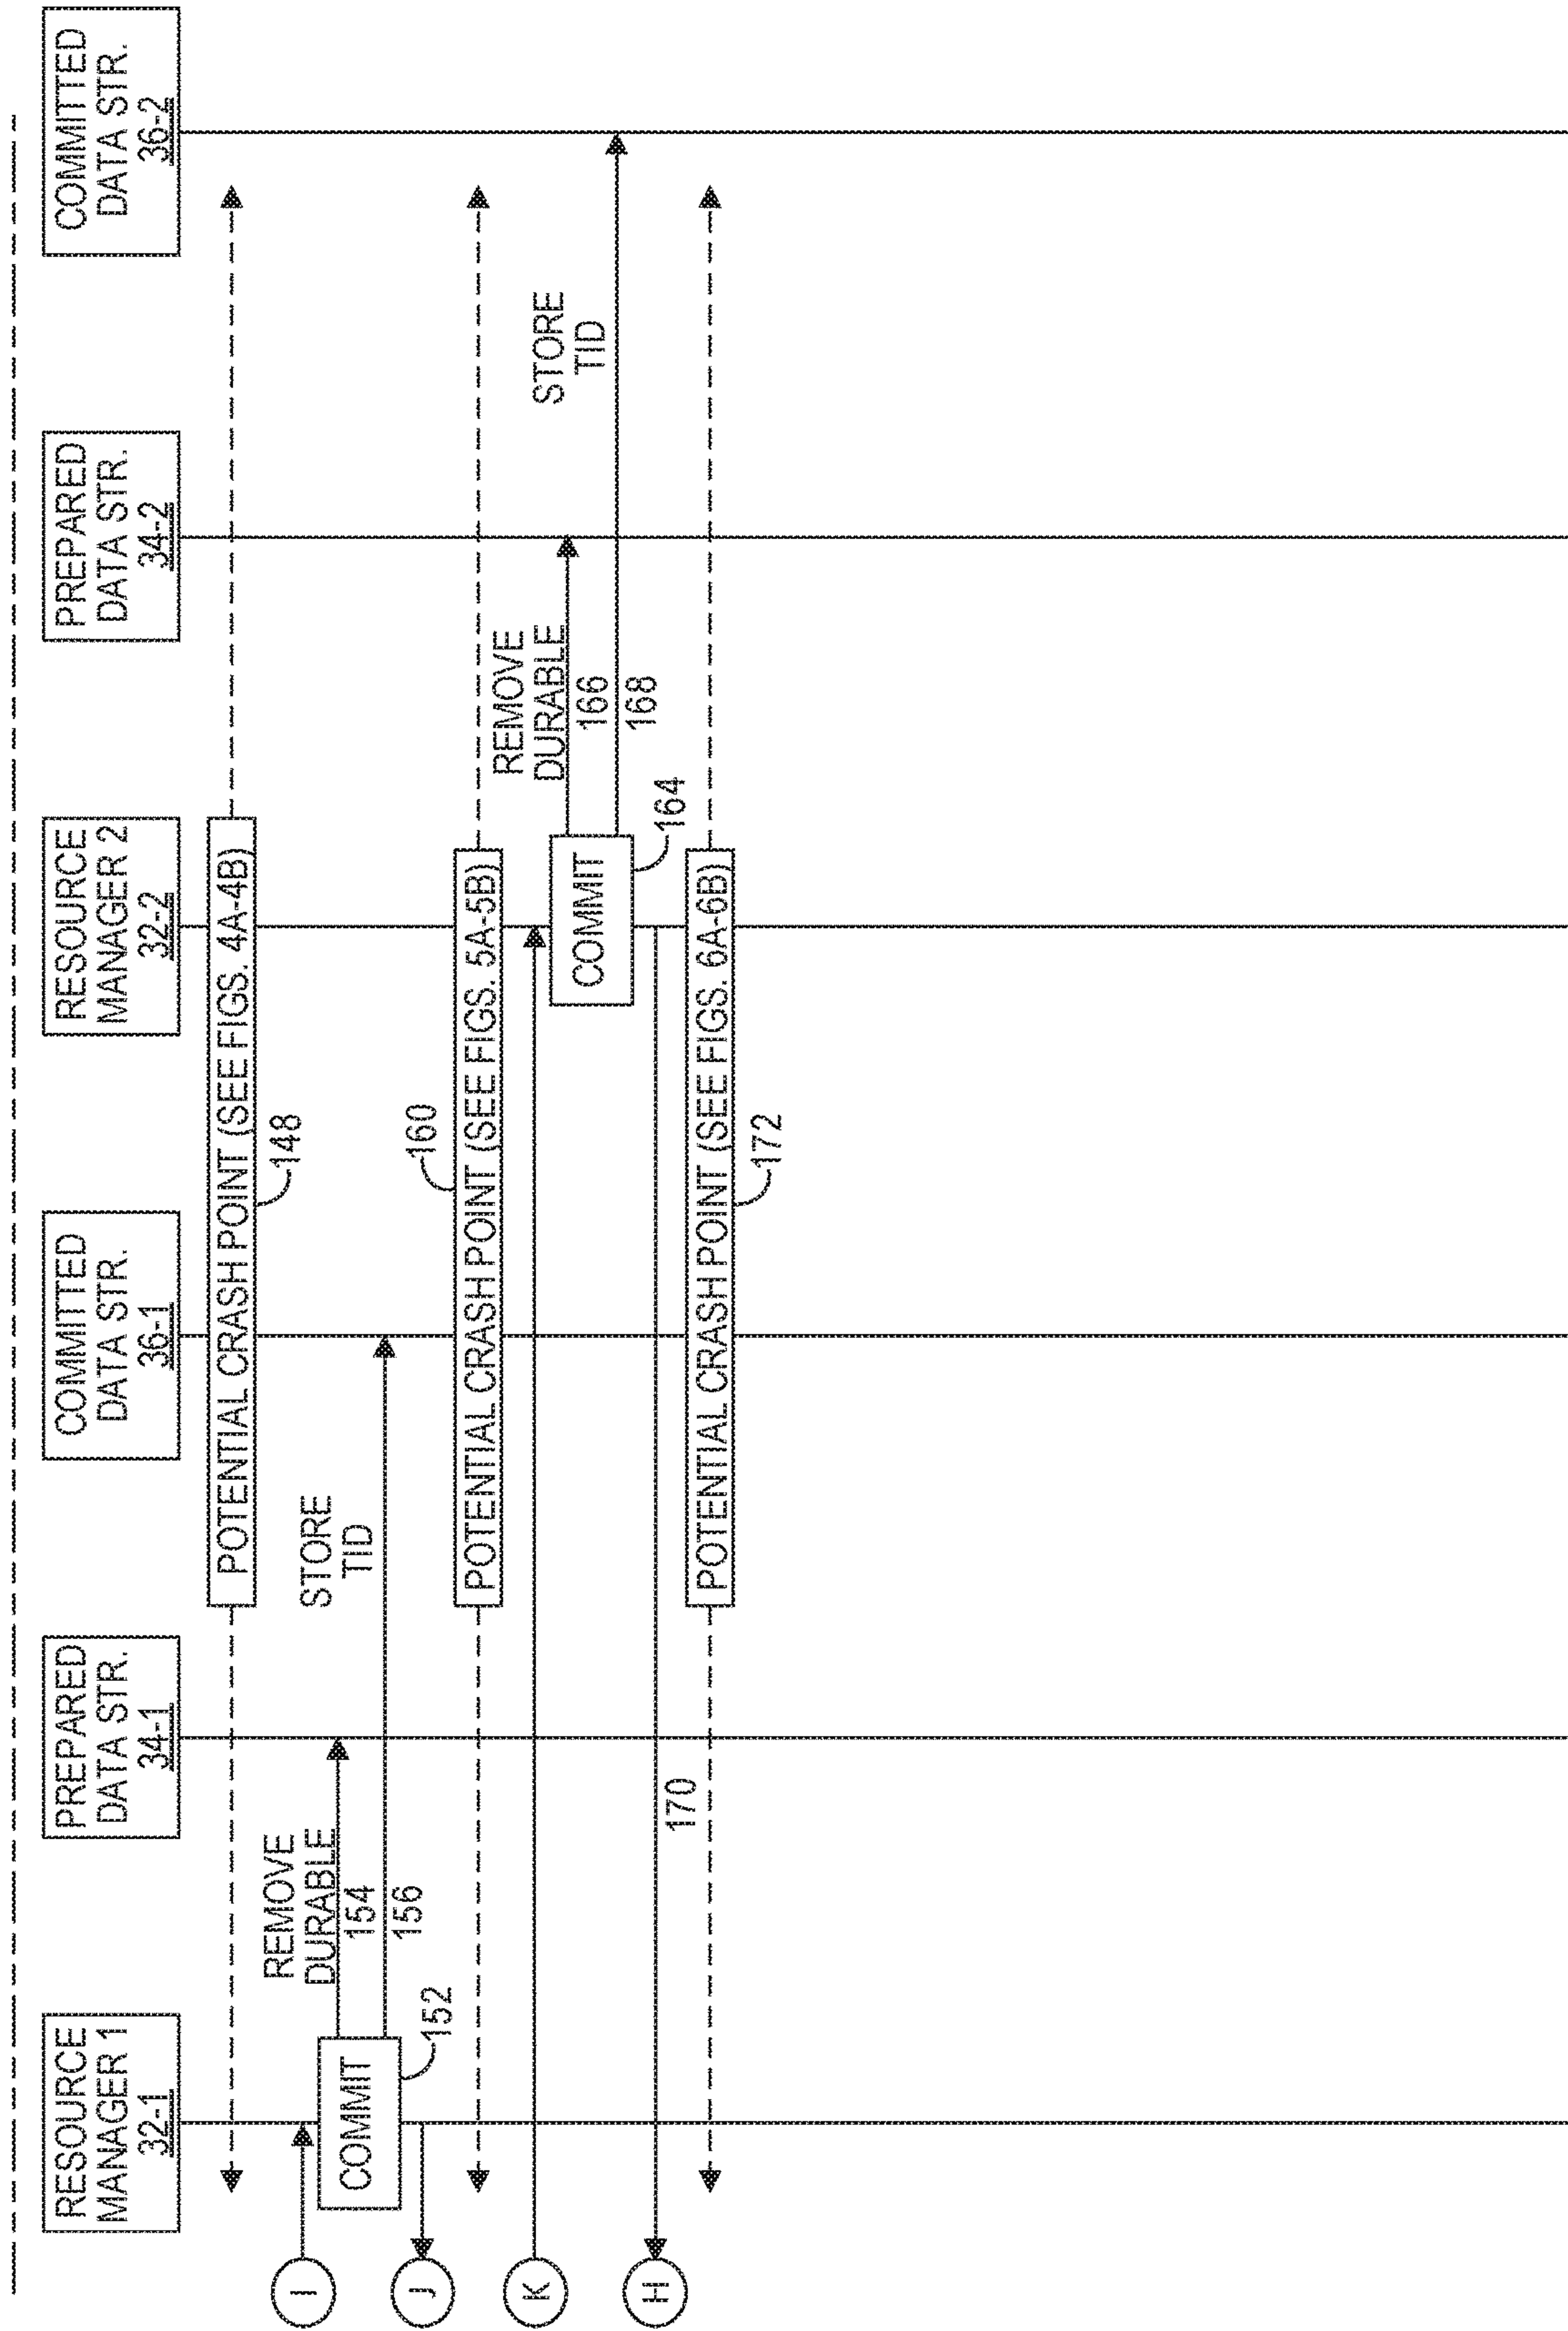 RESOURCE
MANAGER 1
32-1
PREPARED
DATA STR.
34-1
COMMITTED
DATA STR.
36-1
RESOURCE
MANAGER 2
32-2
PREPARED
DATA STR.
34-2
COMMITTED
DATA STR.
36-2
POTENTIAL CRASH POINT (SEE FIGS. 4A-4B)
148
I
REMOVE
DURABLE
STORE
TID
COMMIT
154
156
152
J
160
POTENTIAL CRASH POINT (SEE FIGS. 5A-5B)
K
REMOVE
DURABLE
STORE
TID
COMMIT
166
168
164
H
170
POTENTIAL CRASH POINT (SEE FIGS. 6A-6B)
172